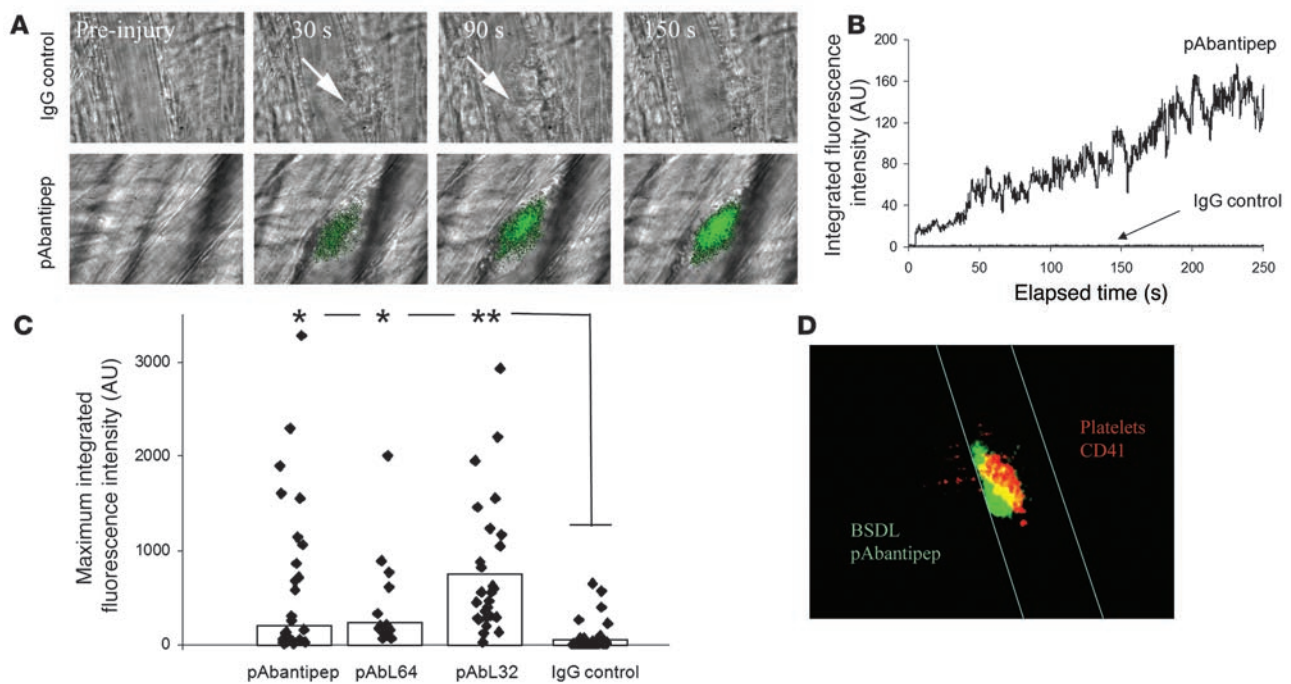 A
Pre-injury
30 s
90 s
150 s
IgG control
pAbantipep
B
Integrated fluorescence
intensity (AU)
200
160
120
80
40
0
pAbantipep
IgG control
0
50
100
150
200
250
Elapsed time (s)
C
Maximum integrated
fluorescence intensity (AU)
* * **
3000
2000
1000
0
pAbantipep
pAbL64
pAbL32
IgG control
D
Platelets
CD41
BSDL
pAbantipep